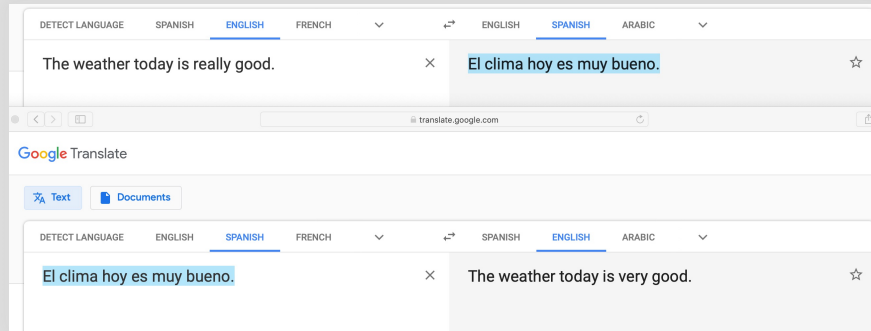 DETECT LANGUAGE SPANISH ENGLISH FRENCH ENGLISH SPANISH ARABIC
The weather today is really good. El clima hoy es muy bueno.
translate.google.com
Google Translate
Text Documents
DETECT LANGUAGE ENGLISH SPANISH FRENCH SPANISH ENGLISH ARABIC
El clima hoy es muy bueno. The weather today is very good.